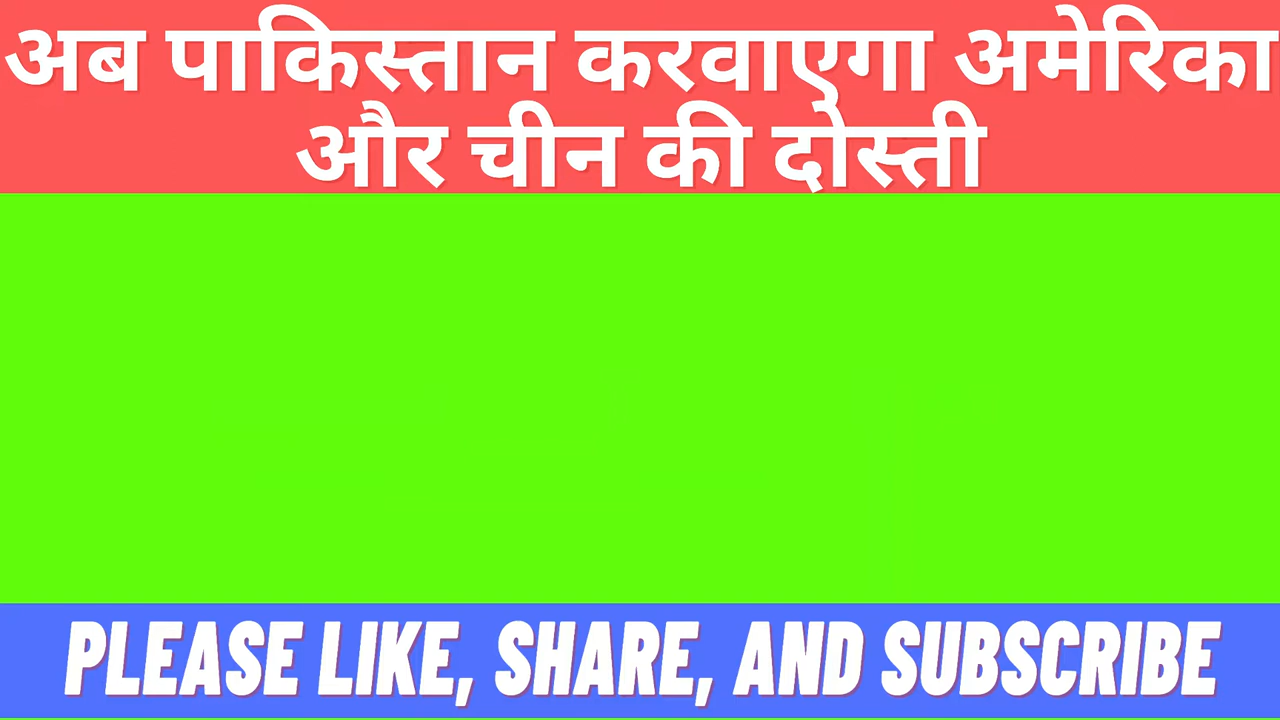 अब पाकिस्तान करवाएगा अमेरिका
और चीन की दोस्ती
PLEASE LIKE, SHARE, AND SUBSCRIBE